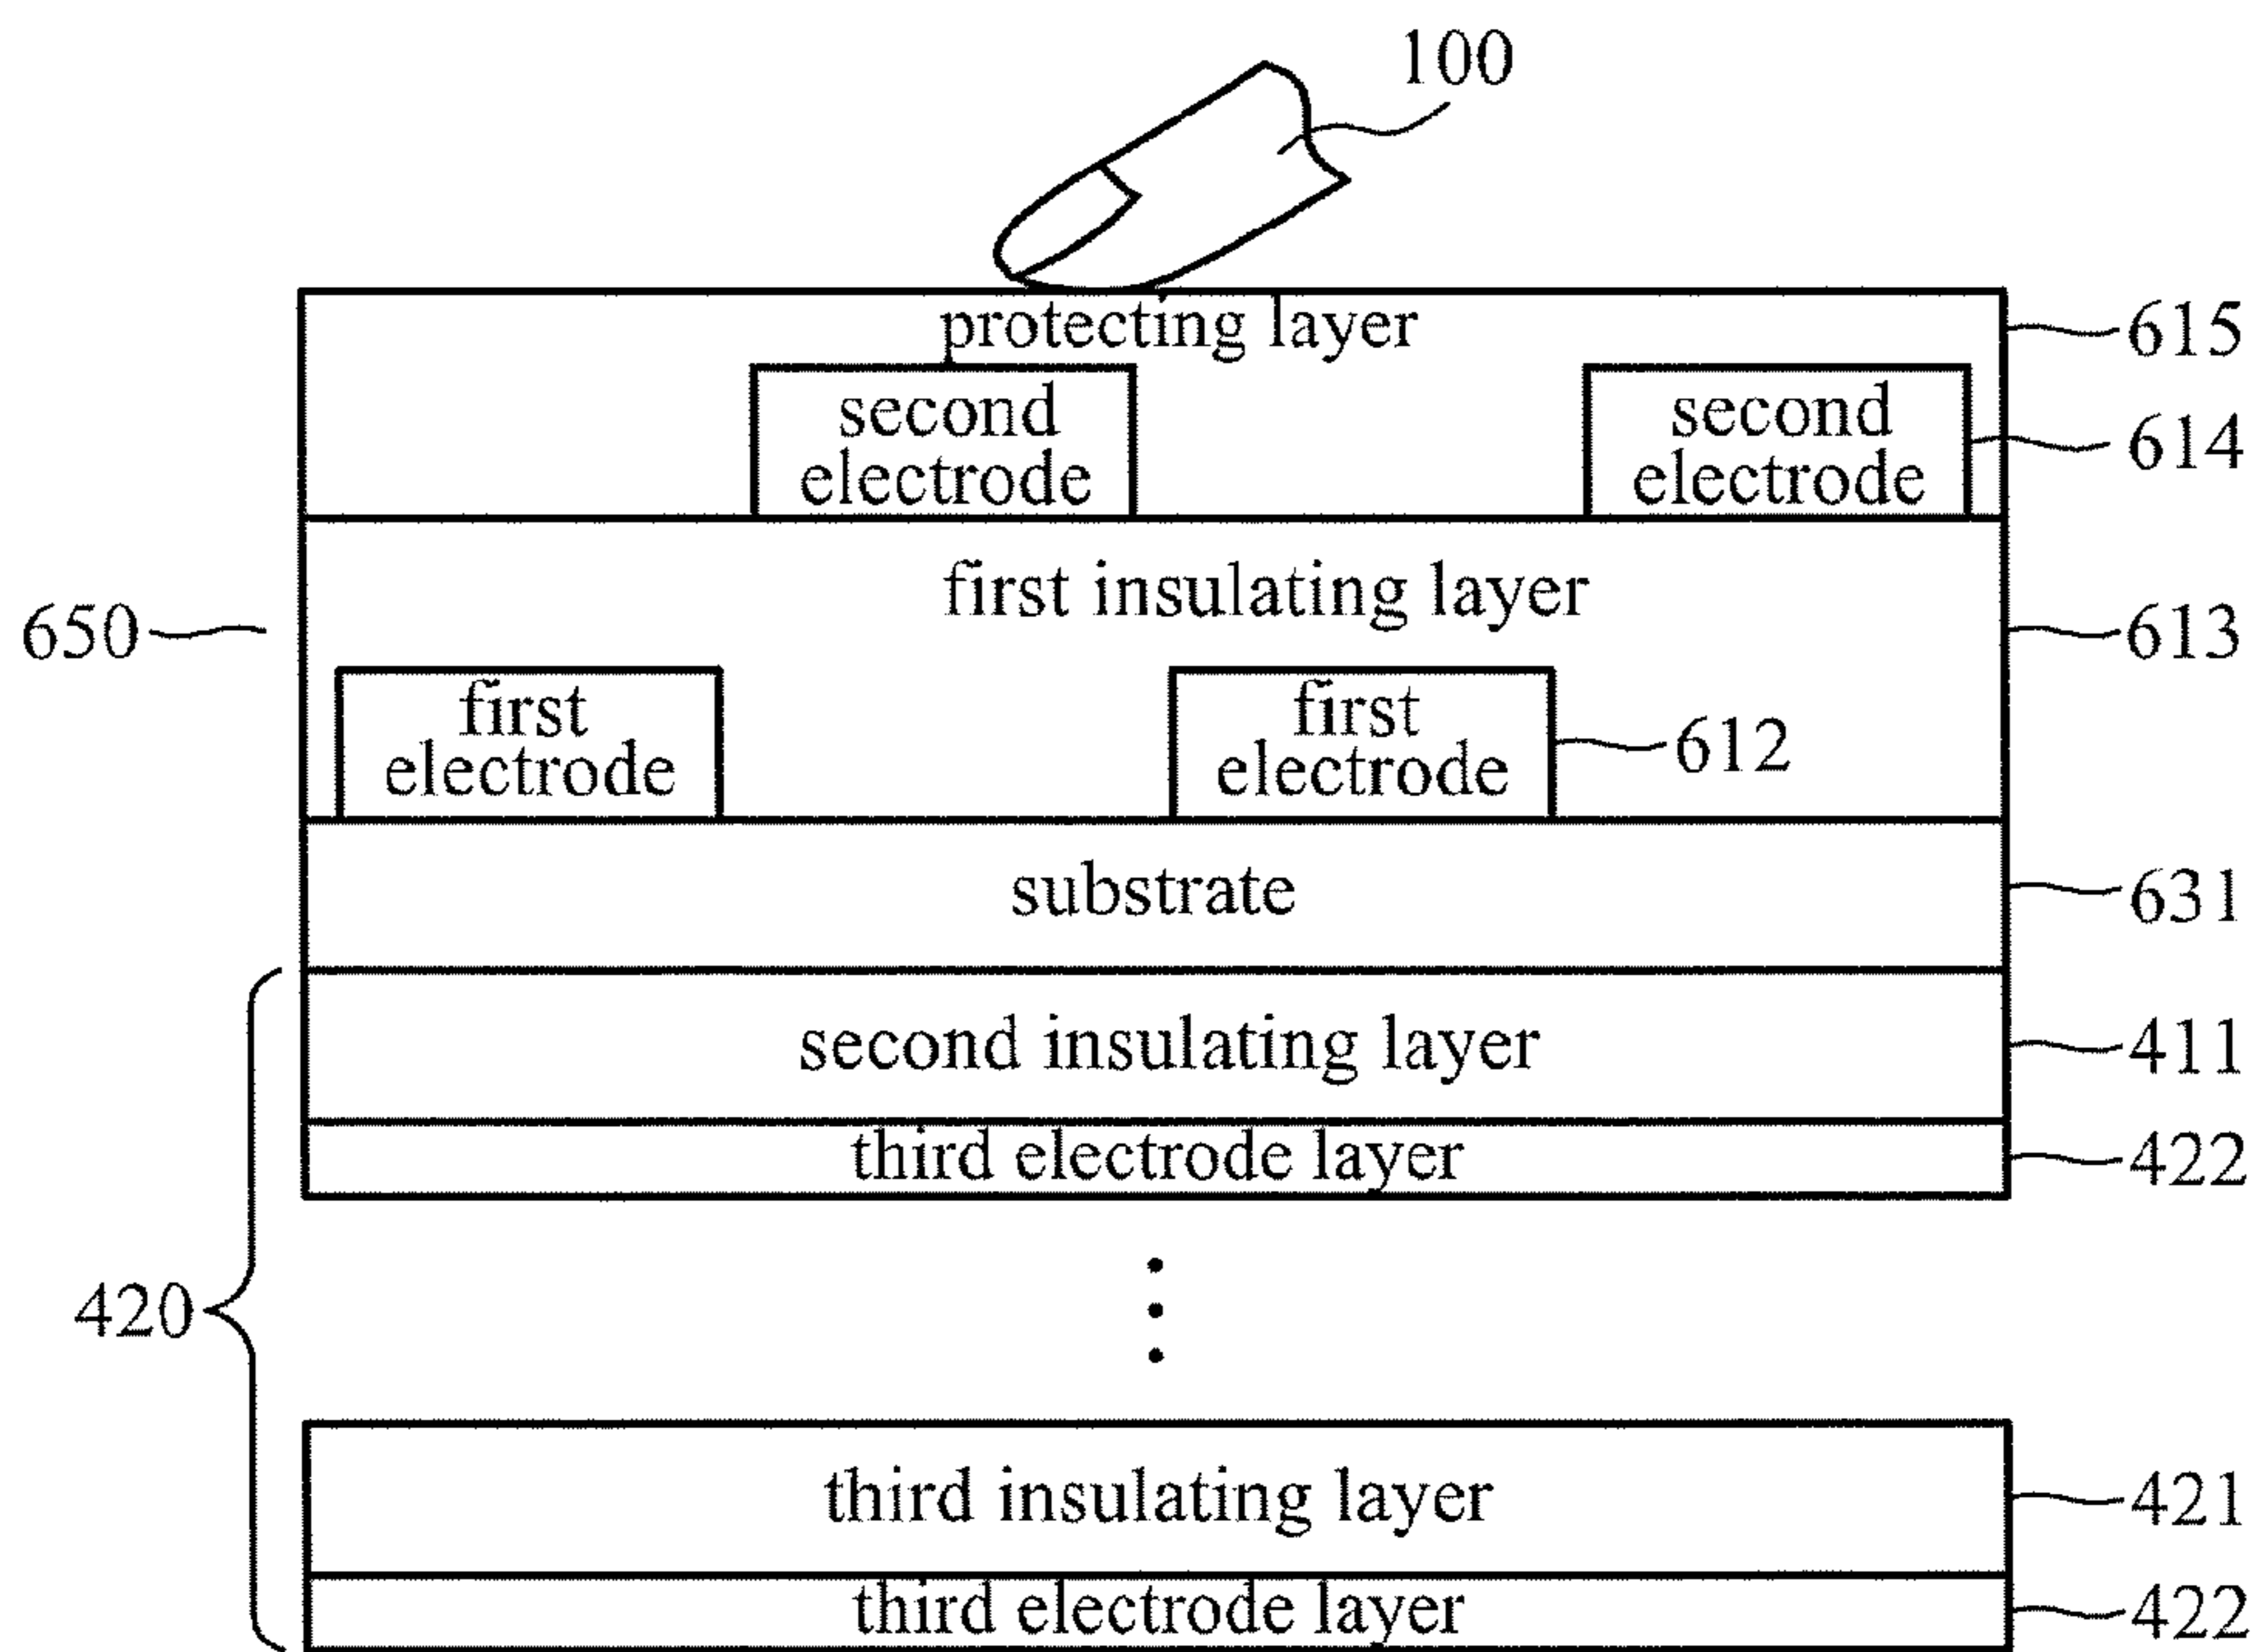 100
protecting layer
615
second
electrode
second
electrode
614
first insulating layer
650
613
first
electrode
first
electrode
612
substrate
631
second insulating layer
411
third electrode layer
422
420
third insulating layer
421
third electrode layer
422